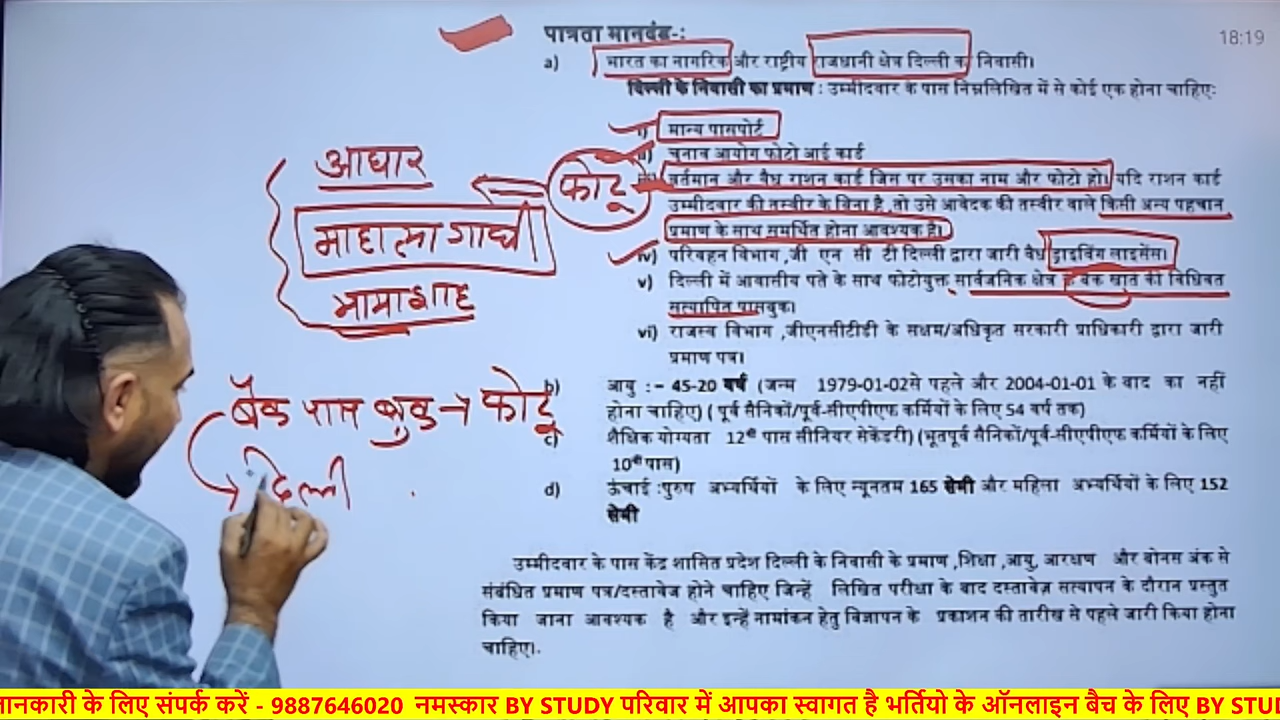 18:19
पात्रता मानदंड-:
a) भारत का नागरिक और राष्ट्रीय राजधानी क्षेत्र दिल्ली का निवासी।
दिल्ली के निवासी का प्रमाण : उम्मीदवार के पास निम्नलिखित में से कोई एक होना चाहिए:
i) मान्य पासपोर्ट
ii) चुनाव आयोग फोटो आई कार्ड
iii) वर्तमान और वैध राशन कार्ड जिस पर उसका नाम और फोटो हो। यदि राशन कार्ड
उम्मीदवार की तस्वीर के बिना है ,तो उसे आवेदक की तस्वीर वाले किसी अन्य पहचान
प्रमाण के साथ समर्थित होना आवश्यक है।
iv) परिवहन विभाग ,जी एन सी टी दिल्ली द्वारा जारी वैध ड्राइविंग लाइसेंस।
v) दिल्ली में आवासीय पते के साथ फोटोयुक्त सार्वजनिक क्षेत्र के बैंक खाते की विधिवत
सत्यापित पासबुक।
vi) राजस्व विभाग ,जीएनसीटीडी के सक्षम/अधिकृत सरकारी प्राधिकारी द्वारा जारी
प्रमाण पत्र।
b) आयु : - 45-20 वर्ष (जन्म 1979-01-02से पहले और 2004-01-01 के बाद का नहीं
होना चाहिए) ( पूर्व सैनिकों/पूर्व-सीएपीएफ कर्मियों के लिए 54 वर्ष तक)
c) शैक्षिक योग्यता 12वीं पास सीनियर सेकेंडरी) (भूतपूर्व सैनिकों/पूर्व-सीएपीएफ कर्मियों के लिए
10वीं पास)
d) ऊंचाई :पुरुष अभ्यर्थियों के लिए न्यूनतम 165 सेमी और महिला अभ्यर्थियों के लिए 152
सेमी
उम्मीदवार के पास केंद्र शासित प्रदेश दिल्ली के निवासी के प्रमाण ,शिक्षा ,आयु, आरक्षण और बोनस अंक से
संबंधित प्रमाण पत्र/दस्तावेज होने चाहिए जिन्हें लिखित परीक्षा के बाद दस्तावेज़ सत्यापन के दौरान प्रस्तुत
किया जाना आवश्यक है और इन्हें नामांकन हेतु विज्ञापन के प्रकाशन की तारीख से पहले जारी किया होना
चाहिए।.
आधार
फोटू
माहात्मा गांधी
भामाशाह
बैंक पास बुक → फोटू
दिल्ली
जानकारी के लिए संपर्क करें - 9887646020 नमस्कार BY STUDY परिवार में आपका स्वागत है भर्तियो के ऑनलाइन बैच के लिए BY STU